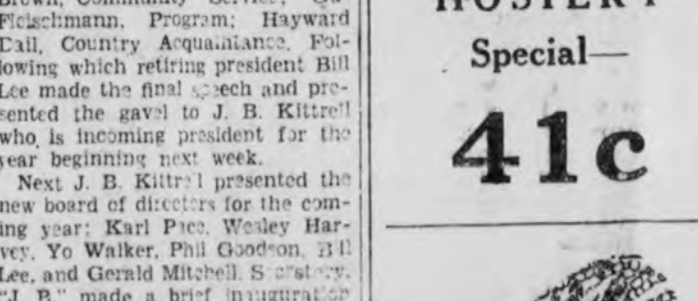 Brown, Community Service; Gu
Fleischmann, Program; Hayward
Dail, Country Acquaintance. Fol-
lowing which retiring president Bill
Lee made the final speech and pre-
sented the gavel to J. B. Kittrell
who is incoming president for the
year beginning next week.
Next J. B. Kittrell presented the
new board of directors for the com-
ing year: Karl Pace, Wesley Har-
vey, Yo Walker, Phil Goodson, Bill
Lee, and Gerald Mitchell, Secretary.
"J. B." made a brief inauguration
HOSIERY
Special—
41c